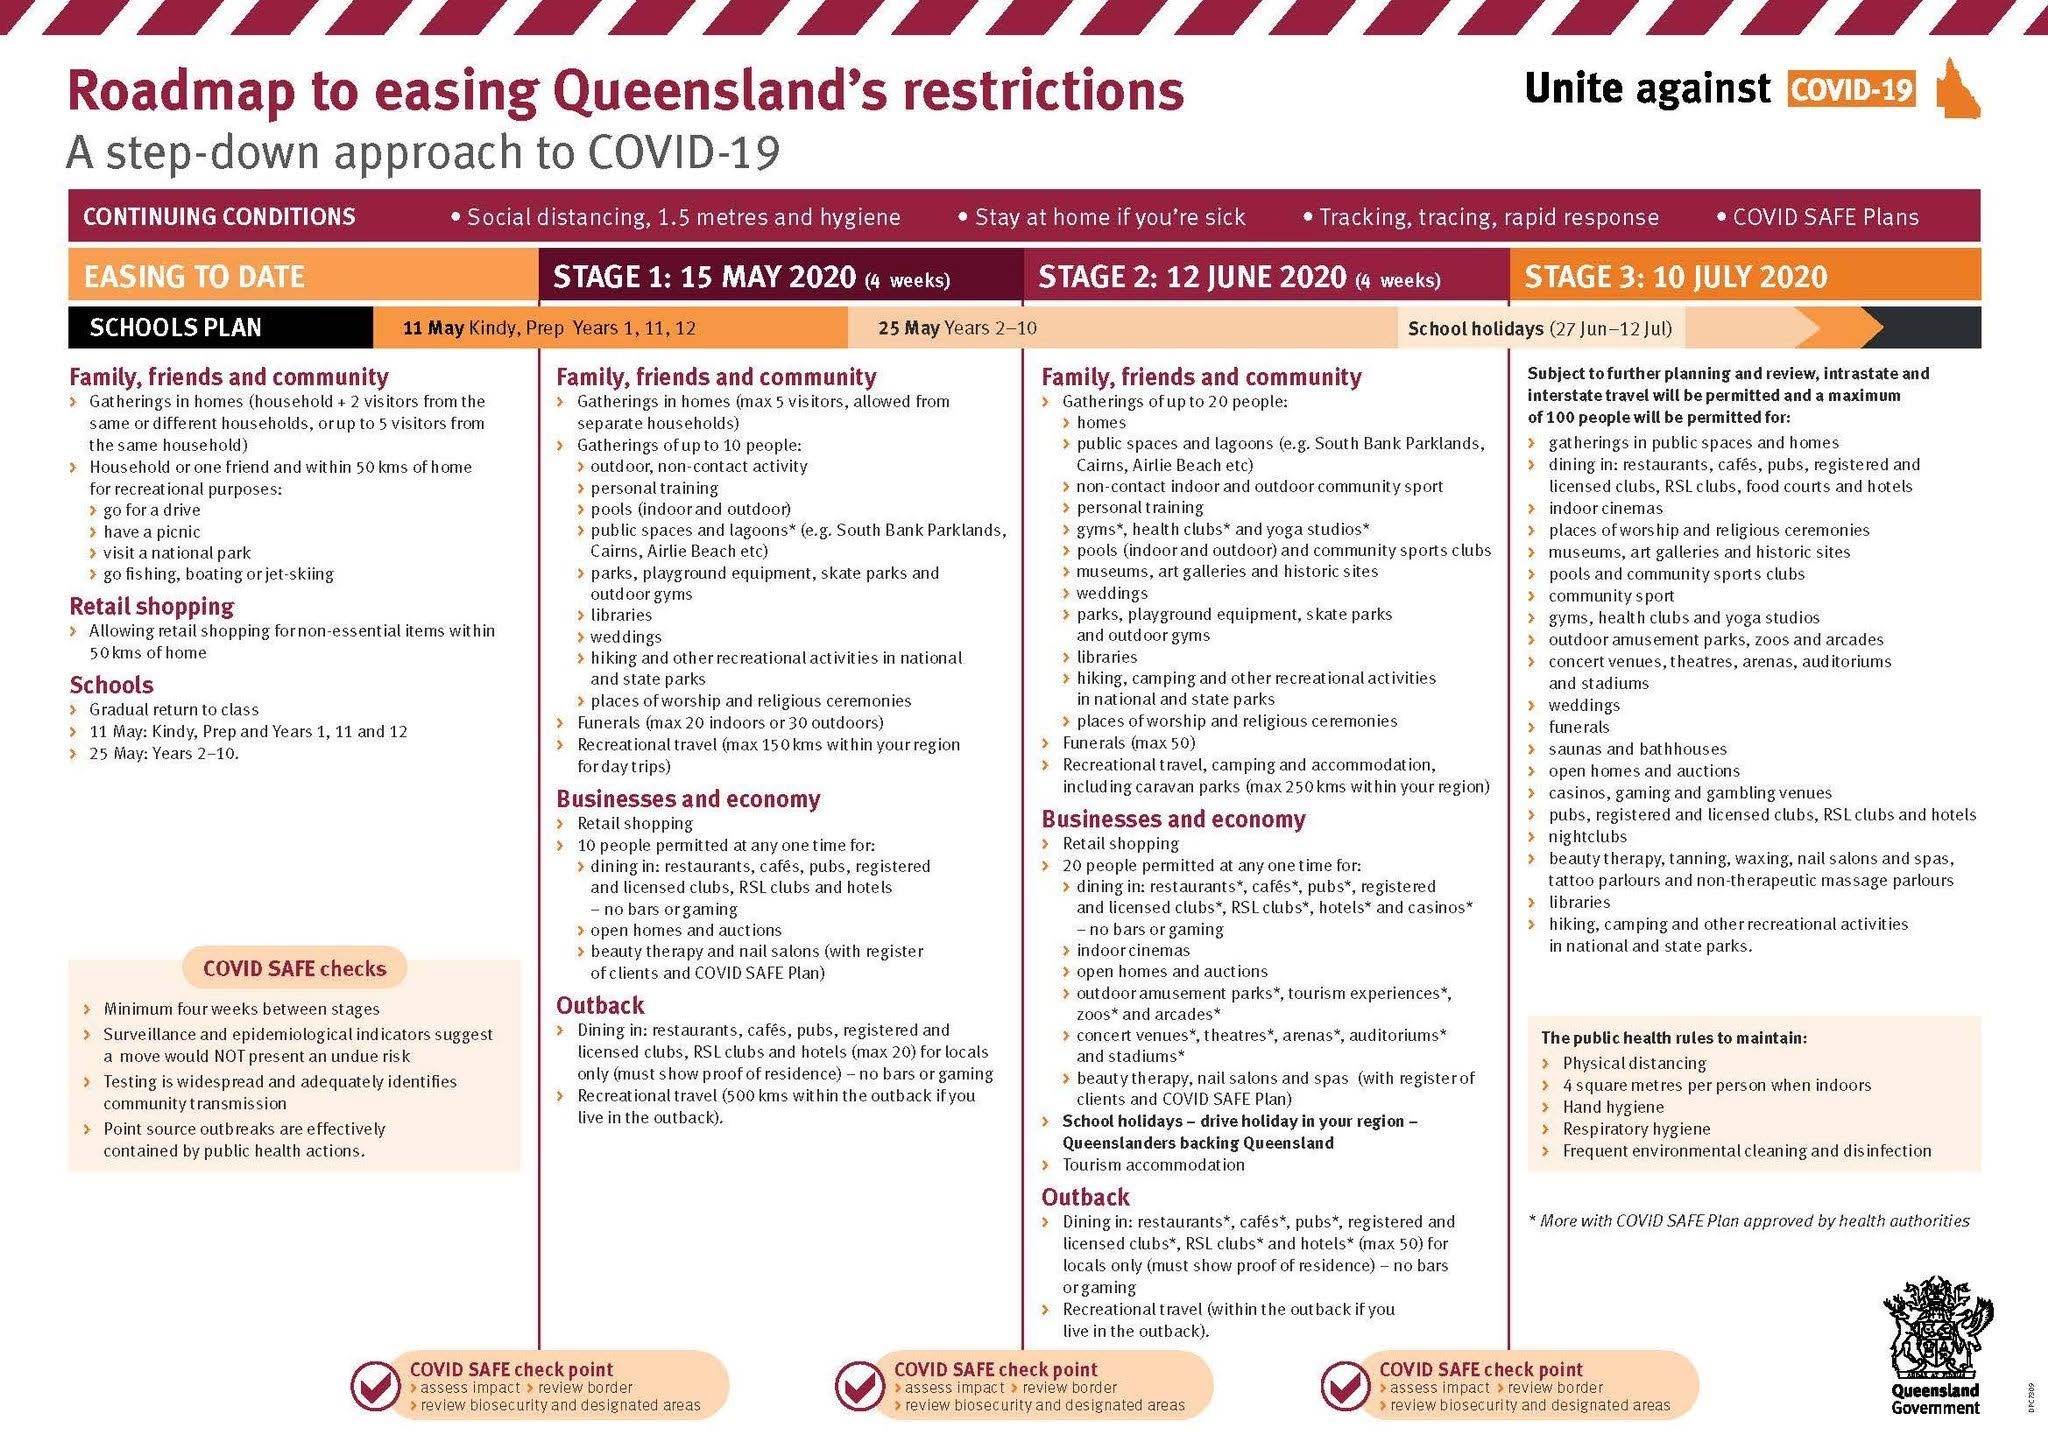 Roadmap to easing Queensland's restrictions
A step-down approach to COVID-19
Unite against COVID-19
CONTINUING CONDITIONS • Social distancing, 1.5 metres and hygiene • Stay at home if you're sick • Tracking, tracing, rapid response • COVID SAFE Plans
EASING TO DATE
STAGE 1: 15 MAY 2020 (4 weeks)
STAGE 2: 12 JUNE 2020 (4 weeks)
STAGE 3: 10 JULY 2020
SCHOOLS PLAN
11 May Kindy, Prep Years 1, 11, 12
25 May Years 2–10
School holidays (27 Jun–12 Jul)
Family, friends and community
› Gatherings in homes (household + 2 visitors from the
same or different households, or up to 5 visitors from
the same household)
› Household or one friend and within 50 kms of home
for recreational purposes:
› go for a drive
› have a picnic
› visit a national park
› go fishing, boating or jet-skiing
Retail shopping
› Allowing retail shopping for non-essential items within
50 kms of home
Schools
› Gradual return to class
› 11 May: Kindy, Prep and Years 1, 11 and 12
› 25 May: Years 2–10.
COVID SAFE checks
› Minimum four weeks between stages
› Surveillance and epidemiological indicators suggest
a move would NOT present an undue risk
› Testing is widespread and adequately identifies
community transmission
› Point source outbreaks are effectively
contained by public health actions.
Family, friends and community
› Gatherings in homes (max 5 visitors, allowed from
separate households)
› Gatherings of up to 10 people:
› outdoor, non-contact activity
› personal training
› pools (indoor and outdoor)
› public spaces and lagoons* (e.g. South Bank Parklands,
Cairns, Airlie Beach etc)
› parks, playground equipment, skate parks and
outdoor gyms
› libraries
› weddings
› hiking and other recreational activities in national
and state parks
› places of worship and religious ceremonies
› Funerals (max 20 indoors or 30 outdoors)
› Recreational travel (max 150 kms within your region
for day trips)
Businesses and economy
› Retail shopping
› 10 people permitted at any one time for:
› dining in: restaurants, cafés, pubs, registered
and licensed clubs, RSL clubs and hotels
– no bars or gaming
› open homes and auctions
› beauty therapy and nail salons (with register
of clients and COVID SAFE Plan)
Outback
› Dining in: restaurants, cafés, pubs, registered and
licensed clubs, RSL clubs and hotels (max 20) for locals
only (must show proof of residence) – no bars or gaming
› Recreational travel (500 kms within the outback if you
live in the outback).
Family, friends and community
› Gatherings of up to 20 people:
› homes
› public spaces and lagoons (e.g. South Bank Parklands,
Cairns, Airlie Beach etc)
› non-contact indoor and outdoor community sport
› personal training
› gyms*, health clubs* and yoga studios*
› pools (indoor and outdoor) and community sports clubs
› museums, art galleries and historic sites
› weddings
› parks, playground equipment, skate parks
and outdoor gyms
› libraries
› hiking, camping and other recreational activities
in national and state parks
› places of worship and religious ceremonies
› Funerals (max 50)
› Recreational travel, camping and accommodation,
including caravan parks (max 250 kms within your region)
Businesses and economy
› Retail shopping
› 20 people permitted at any one time for:
› dining in: restaurants*, cafés*, pubs*, registered
and licensed clubs*, RSL clubs*, hotels* and casinos*
– no bars or gaming
› indoor cinemas
› open homes and auctions
› outdoor amusement parks*, tourism experiences*,
zoos* and arcades*
› concert venues*, theatres*, arenas*, auditoriums*
and stadiums*
› beauty therapy, nail salons and spas (with register of
clients and COVID SAFE Plan)
› School holidays – drive holiday in your region –
Queenslanders backing Queensland
› Tourism accommodation
Outback
› Dining in: restaurants*, cafés*, pubs*, registered and
licensed clubs*, RSL clubs* and hotels* (max 50) for
locals only (must show proof of residence) – no bars
or gaming
› Recreational travel (within the outback if you
live in the outback).
Subject to further planning and review, intrastate and
interstate travel will be permitted and a maximum
of 100 people will be permitted for:
› gatherings in public spaces and homes
› dining in: restaurants, cafés, pubs, registered and
licensed clubs, RSL clubs, food courts and hotels
› indoor cinemas
› places of worship and religious ceremonies
› museums, art galleries and historic sites
› pools and community sports clubs
› community sport
› gyms, health clubs and yoga studios
› outdoor amusement parks, zoos and arcades
› concert venues, theatres, arenas, auditoriums
and stadiums
› weddings
› funerals
› saunas and bathhouses
› open homes and auctions
› casinos, gaming and gambling venues
› pubs, registered and licensed clubs, RSL clubs and hotels
› nightclubs
› beauty therapy, tanning, waxing, nail salons and spas,
tattoo parlours and non-therapeutic massage parlours
› libraries
› hiking, camping and other recreational activities
in national and state parks.
The public health rules to maintain:
› Physical distancing
› 4 square metres per person when indoors
› Hand hygiene
› Respiratory hygiene
› Frequent environmental cleaning and disinfection
* More with COVID SAFE Plan approved by health authorities
COVID SAFE check point
› assess impact › review border
› review biosecurity and designated areas
COVID SAFE check point
› assess impact › review border
› review biosecurity and designated areas
COVID SAFE check point
› assess impact › review border
› review biosecurity and designated areas
Queensland
Government